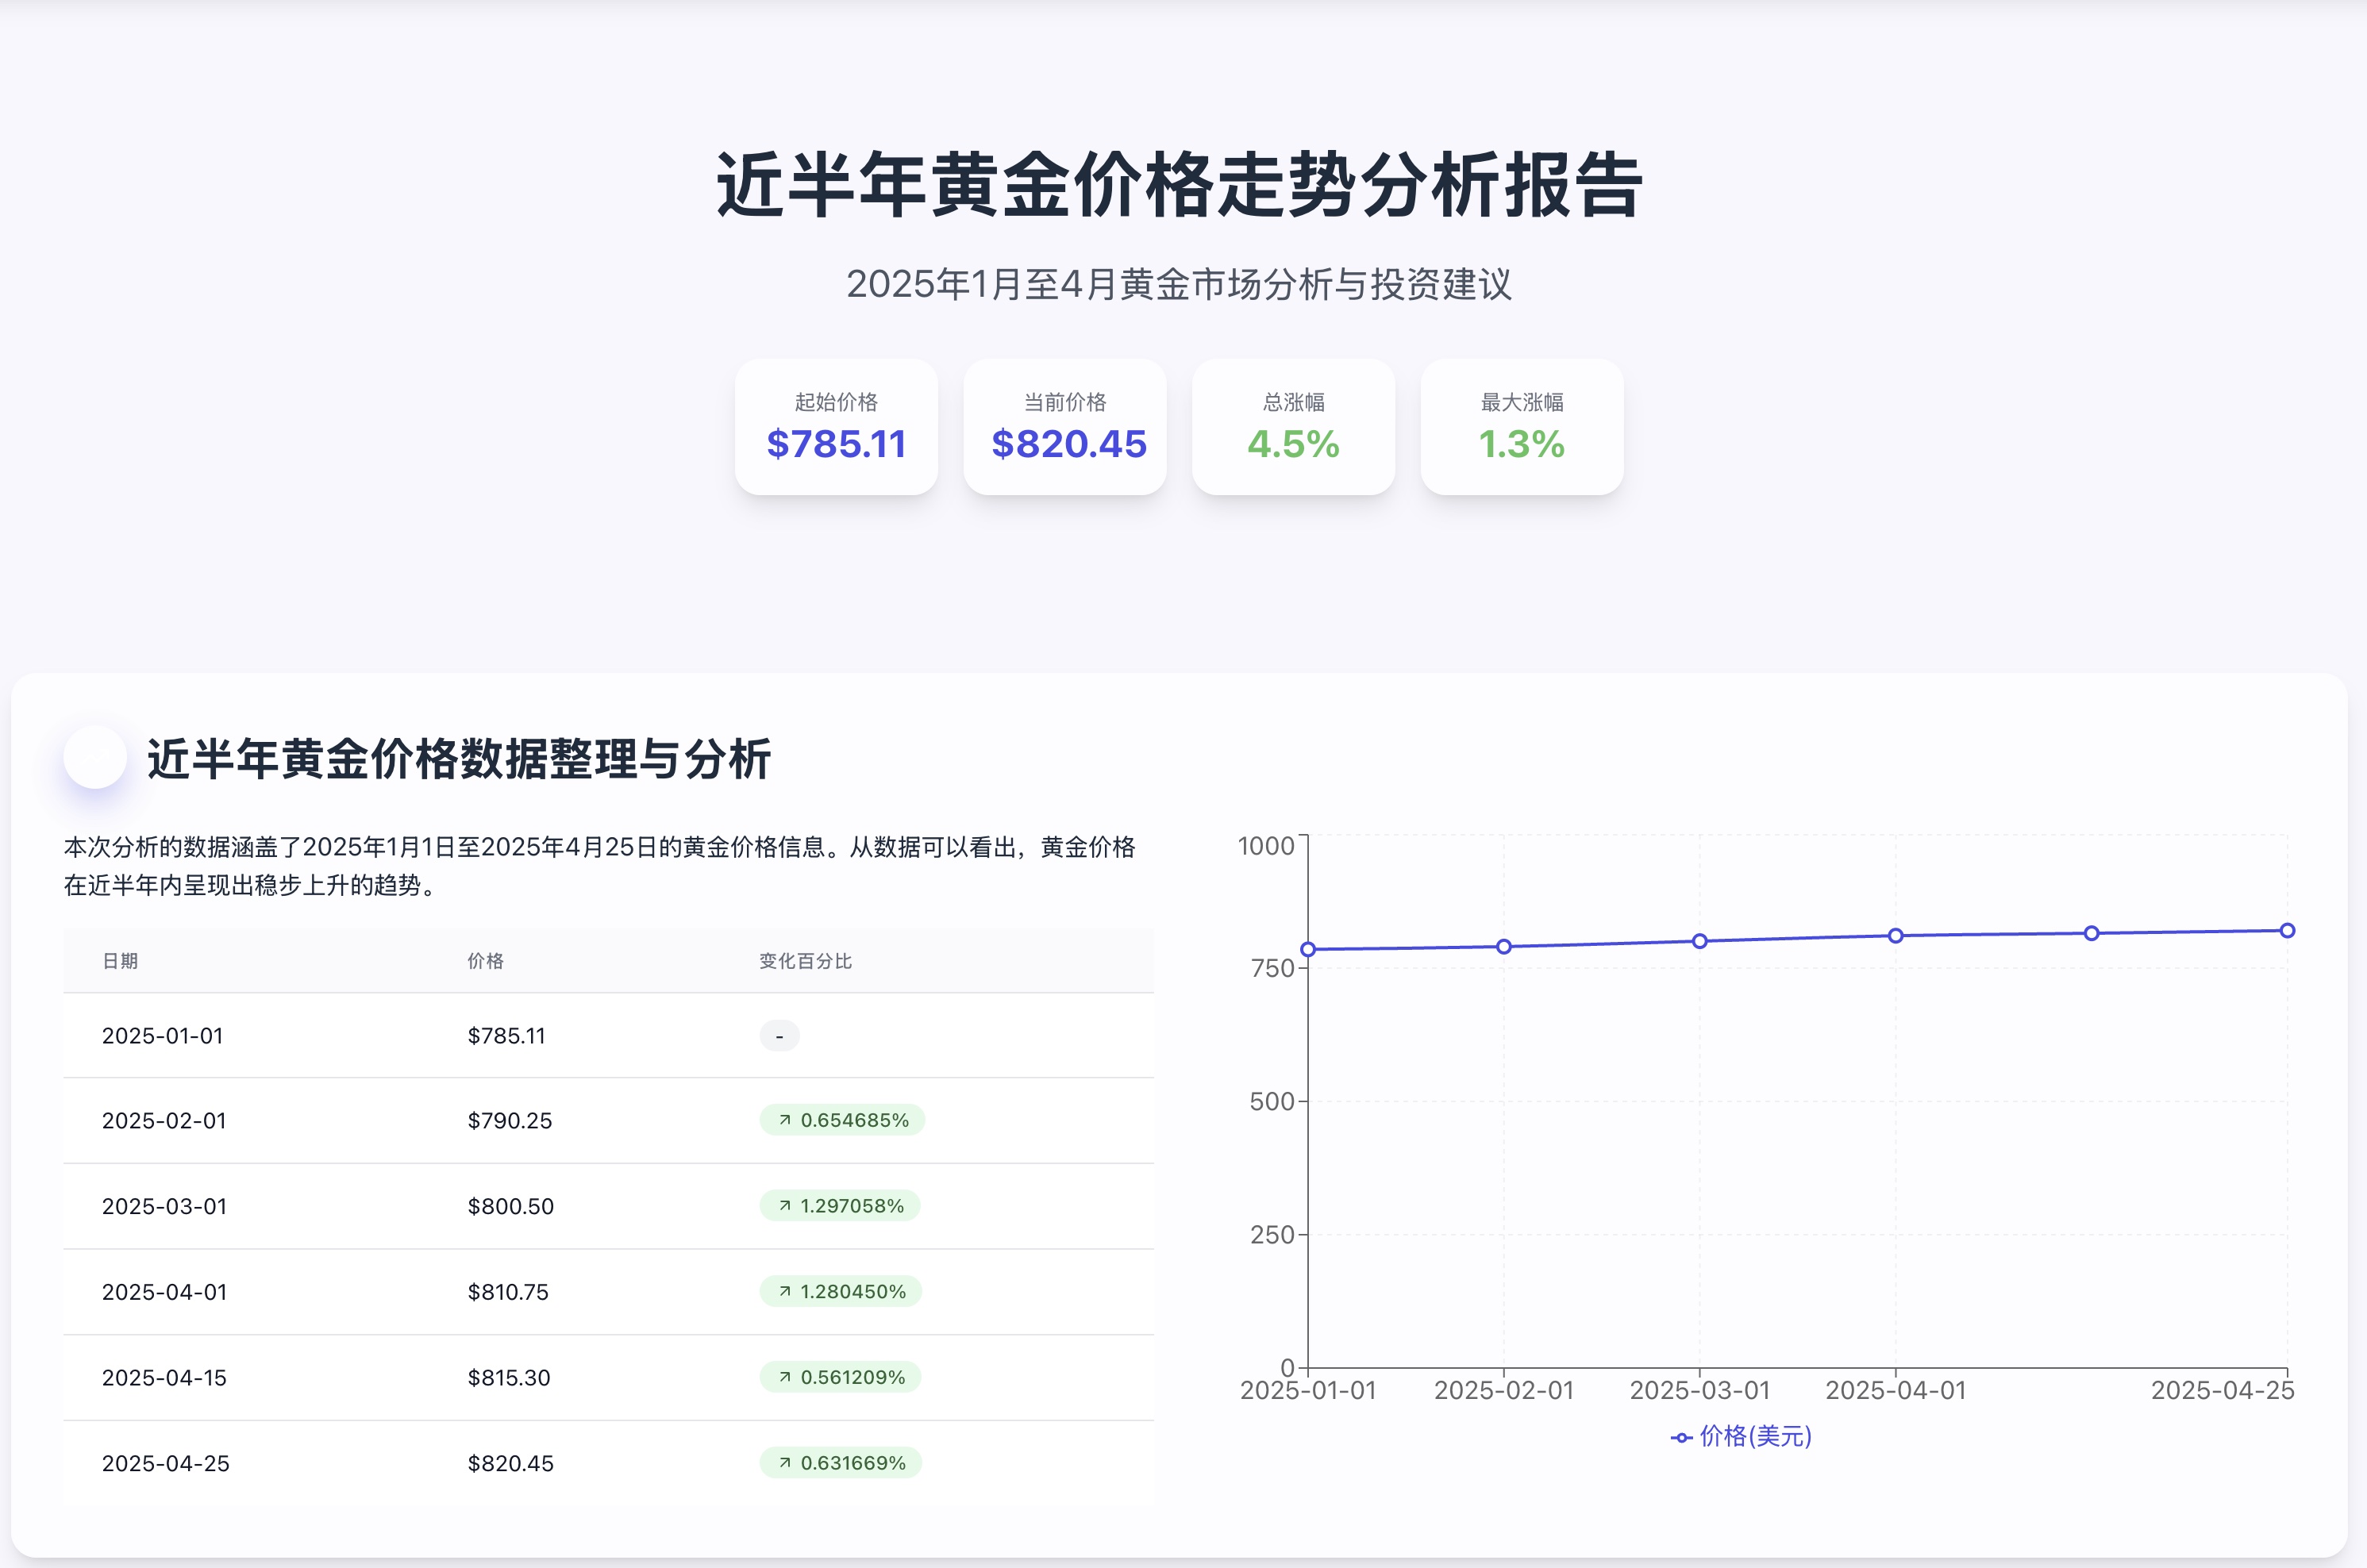 近半年黄金价格走势分析报告
2025年1月至4月黄金市场分析与投资建议
起始价格
$785.11
当前价格
$820.45
总涨幅
4.5%
最大涨幅
1.3%
近半年黄金价格数据整理与分析
本次分析的数据涵盖了2025年1月1日至2025年4月25日的黄金价格信息。从数据可以看出，黄金价格
在近半年内呈现出稳步上升的趋势。
日期 价格 变化百分比
2025-01-01 $785.11 -
2025-02-01 $790.25 ↗ 0.654685%
2025-03-01 $800.50 ↗ 1.297058%
2025-04-01 $810.75 ↗ 1.280450%
2025-04-15 $815.30 ↗ 0.561209%
2025-04-25 $820.45 ↗ 0.631669%
1000
750
500
250
0
2025-01-01 2025-02-01 2025-03-01 2025-04-01 2025-04-25
价格(美元)